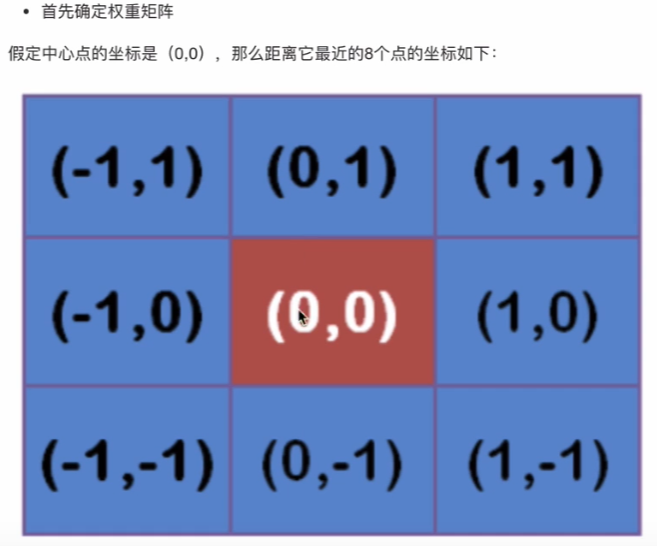 • 首先确定权重矩阵
假定中心点的坐标是（0,0），那么距离它最近的8个点的坐标如下：
(-1,1) (0,1) (1,1)
(-1,0) (0,0) (1,0)
(-1,-1) (0,-1) (1,-1)